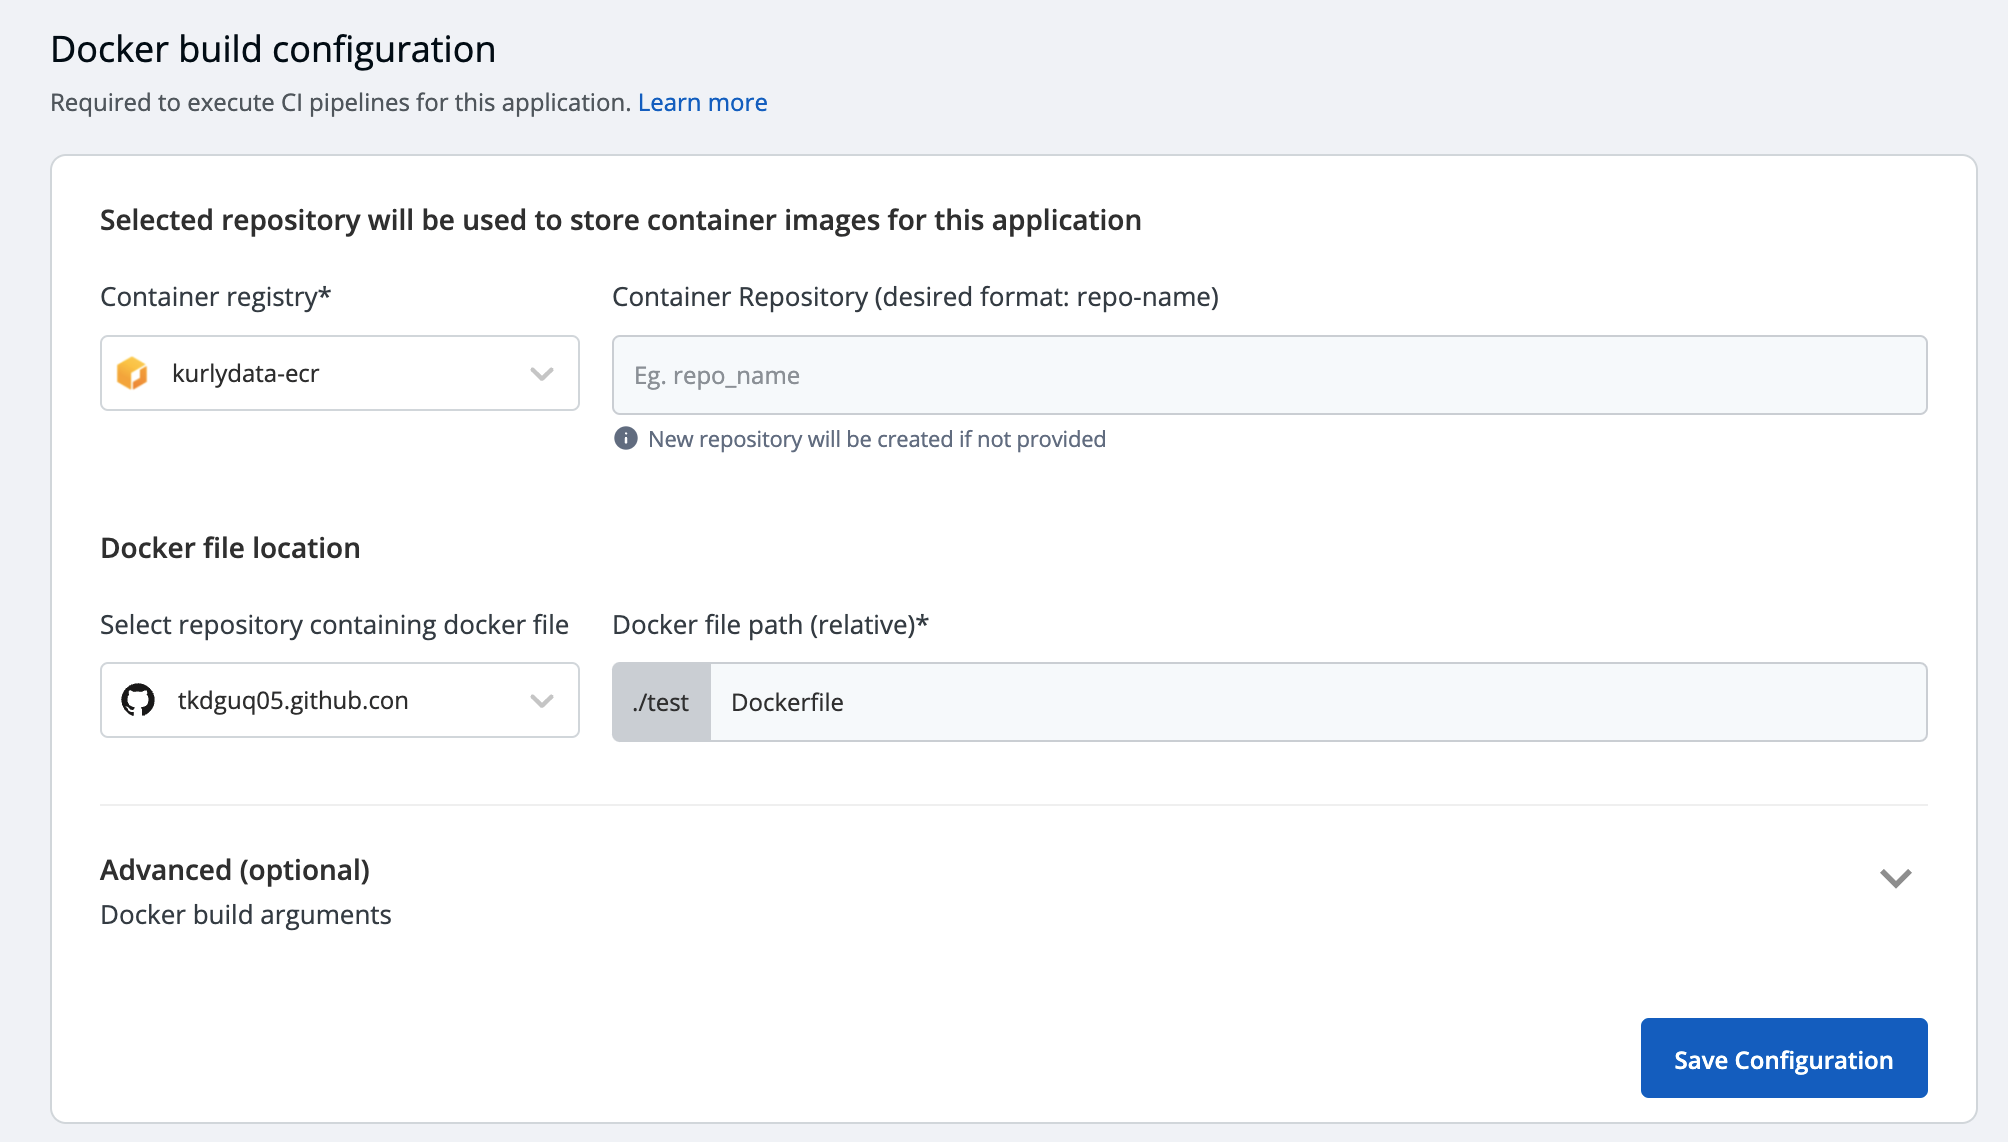 Docker build configuration
Required to execute CI pipelines for this application. Learn more
Selected repository will be used to store container images for this application
Container registry*
Container Repository (desired format: repo-name)
kurlydata-ecr
Eg. repo_name
New repository will be created if not provided
Docker file location
Select repository containing docker file
Docker file path (relative)*
tkdguq05.github.con
./test
Dockerfile
Advanced (optional)
Docker build arguments
Save Configuration